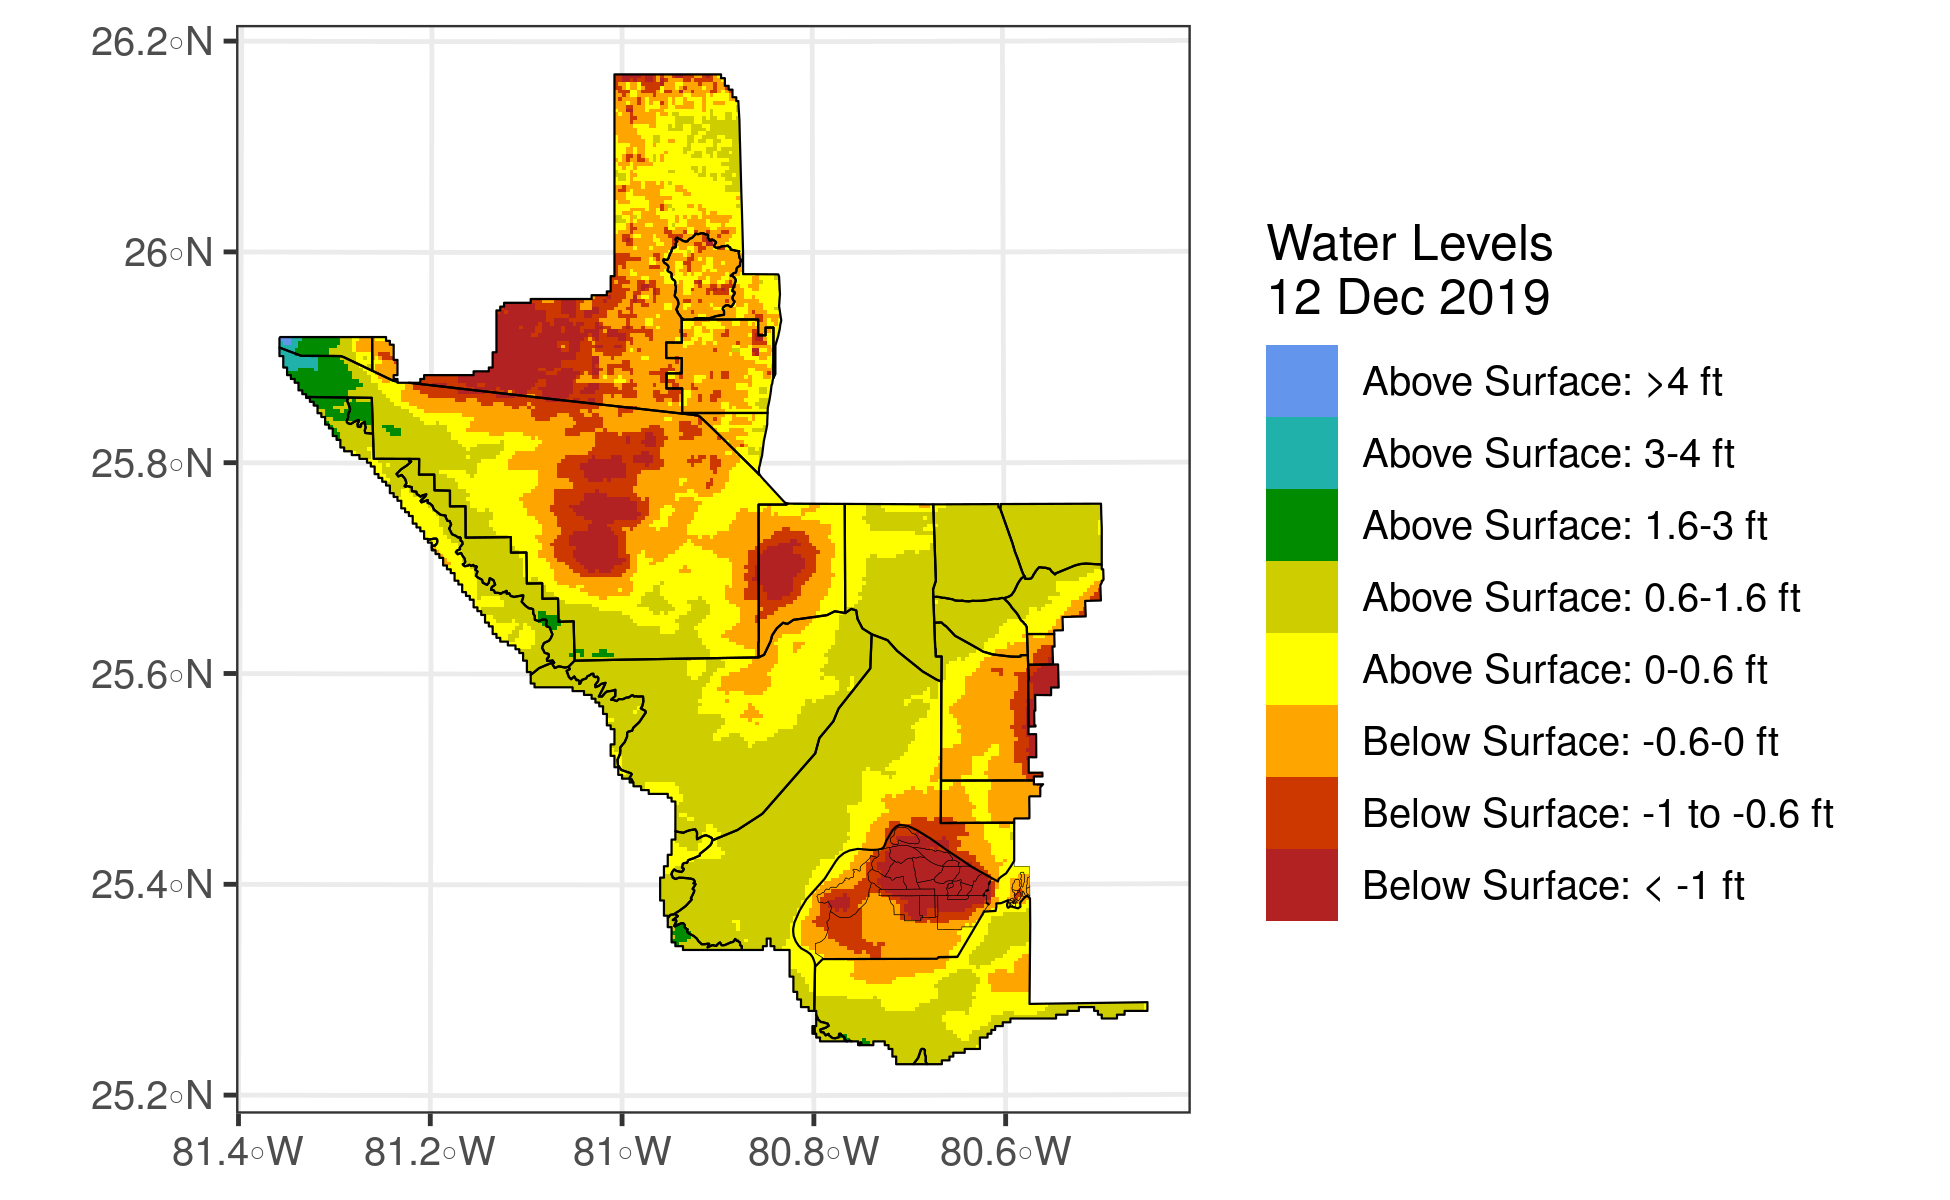 26.2°N
26°N
25.8°N
25.6°N
25.4°N
25.2°N
81.4°W
81.2°W
81°W
80.8°W
80.6°W
Water Levels
12 Dec 2019
Above Surface: >4 ft
Above Surface: 3-4 ft
Above Surface: 1.6-3 ft
Above Surface: 0.6-1.6 ft
Above Surface: 0-0.6 ft
Below Surface: -0.6-0 ft
Below Surface: -1 to -0.6 ft
Below Surface: < -1 ft